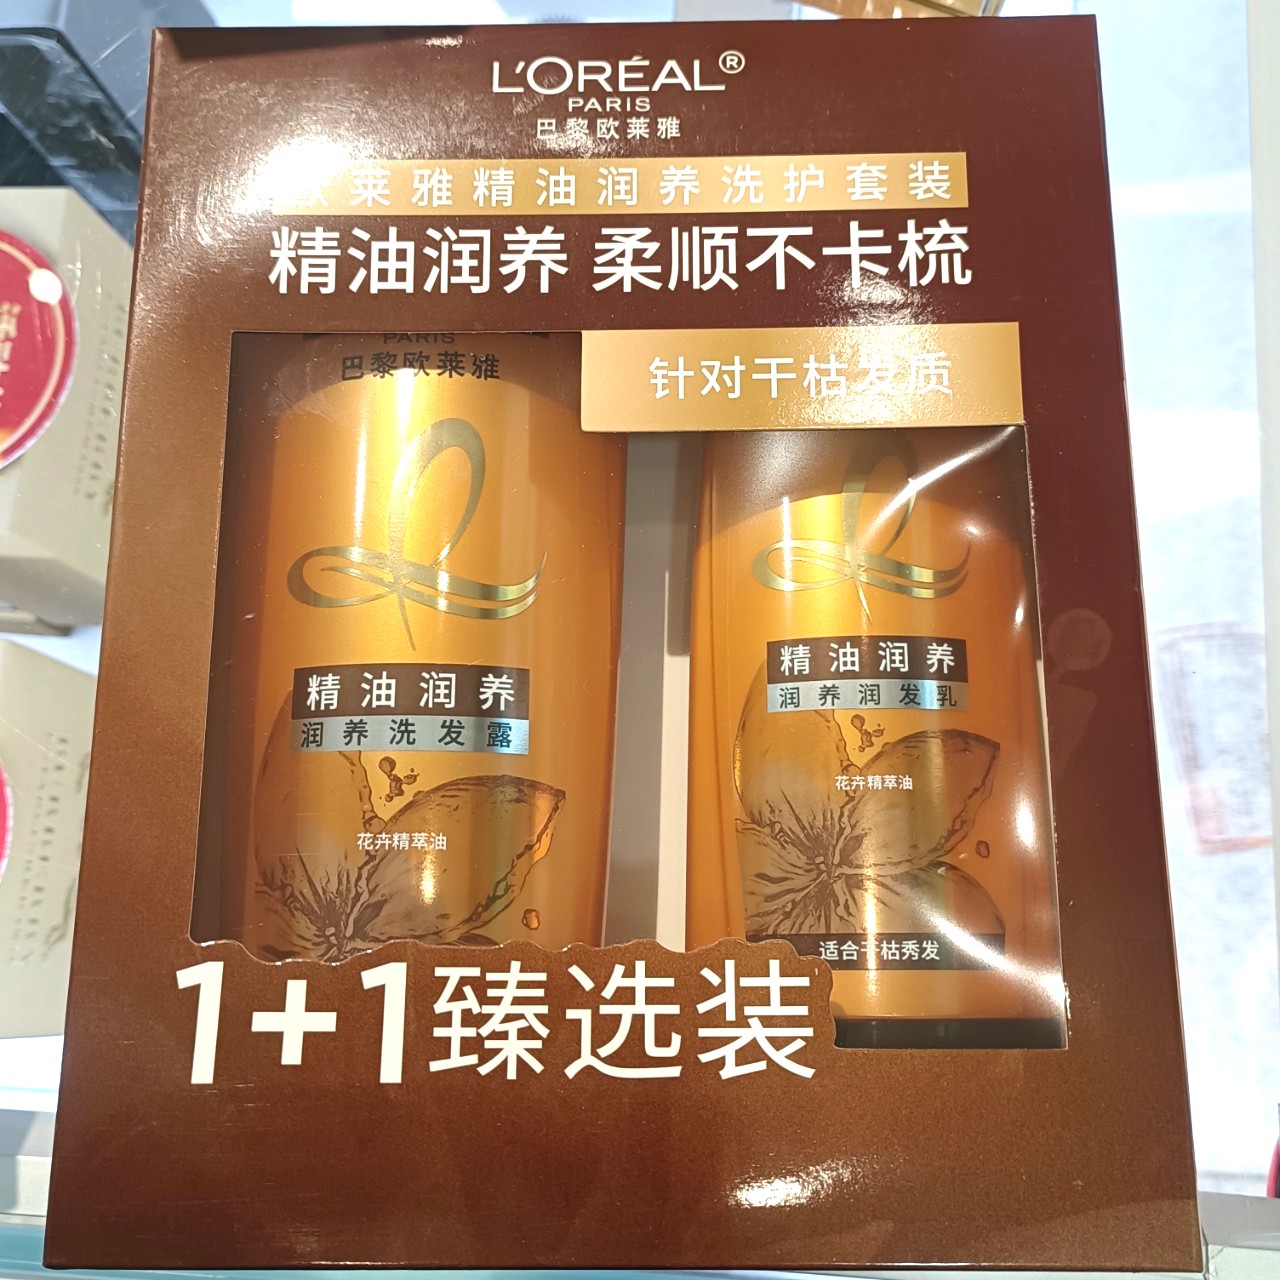 L'ORÉAL®
PARIS
巴黎欧莱雅
欧莱雅精油润养洗护套装
精油润养 柔顺不卡梳
针对干枯发质
PARIS
巴黎欧莱雅
精油润养
润养洗发露
花卉精萃油
精油润养
润养润发乳
花卉精萃油
适合干枯秀发
1+1臻选装